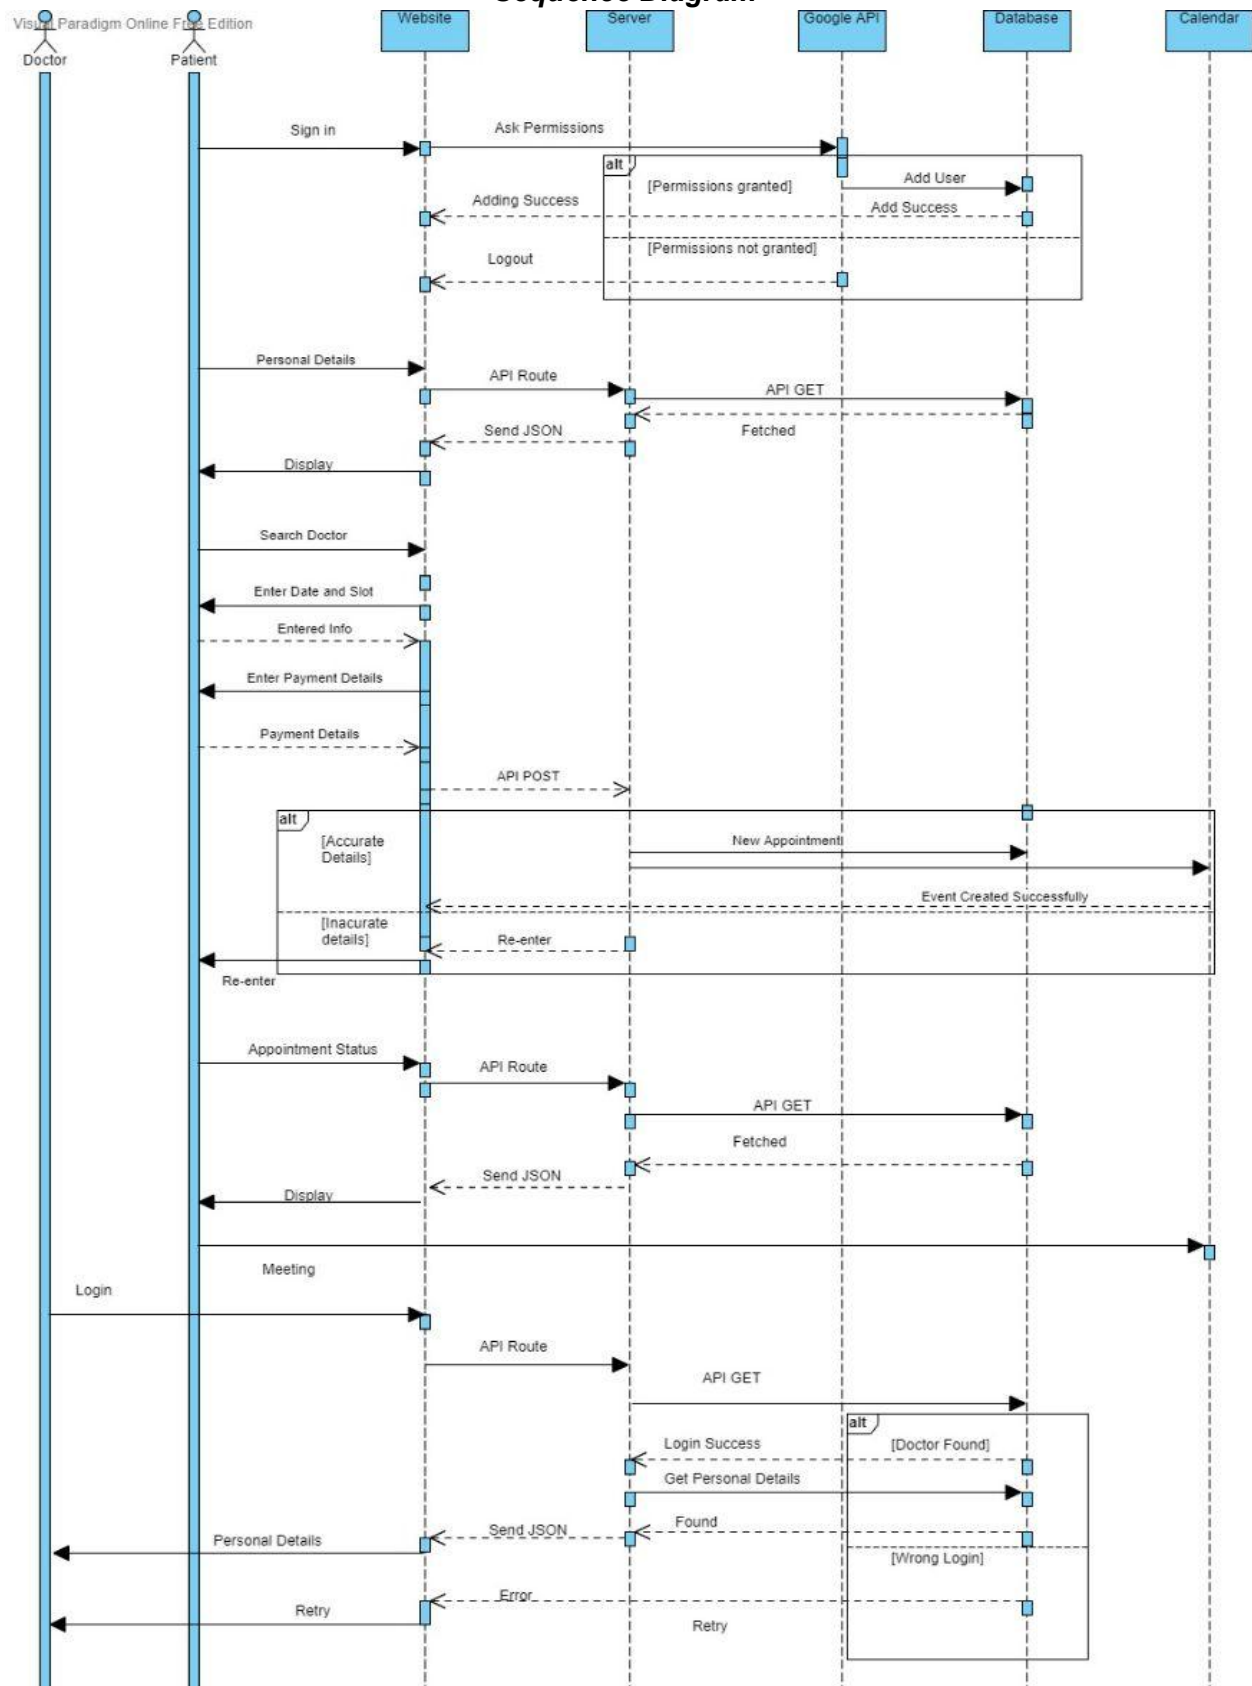 Sequence Diagram
Visual Paradigm Online Free Edition
Doctor
Patient
Website
Server
Google API
Database
Calendar
Sign in
Ask Permissions
alt
[Permissions granted]
Add User
Adding Success
Add Success
[Permissions not granted]
Logout
Personal Details
API Route
API GET
Send JSON
Fetched
Display
Search Doctor
Enter Date and Slot
Entered Info
Enter Payment Details
Payment Details
API POST
alt
[Accurate
Details]
New Appointment
Event Created Successfully
[Inacurate
details]
Re-enter
Re-enter
Appointment Status
API Route
API GET
Fetched
Send JSON
Display
Meeting
Login
API Route
API GET
alt
Login Success
[Doctor Found]
Get Personal Details
Found
Send JSON
Personal Details
[Wrong Login]
Error
Retry
Retry